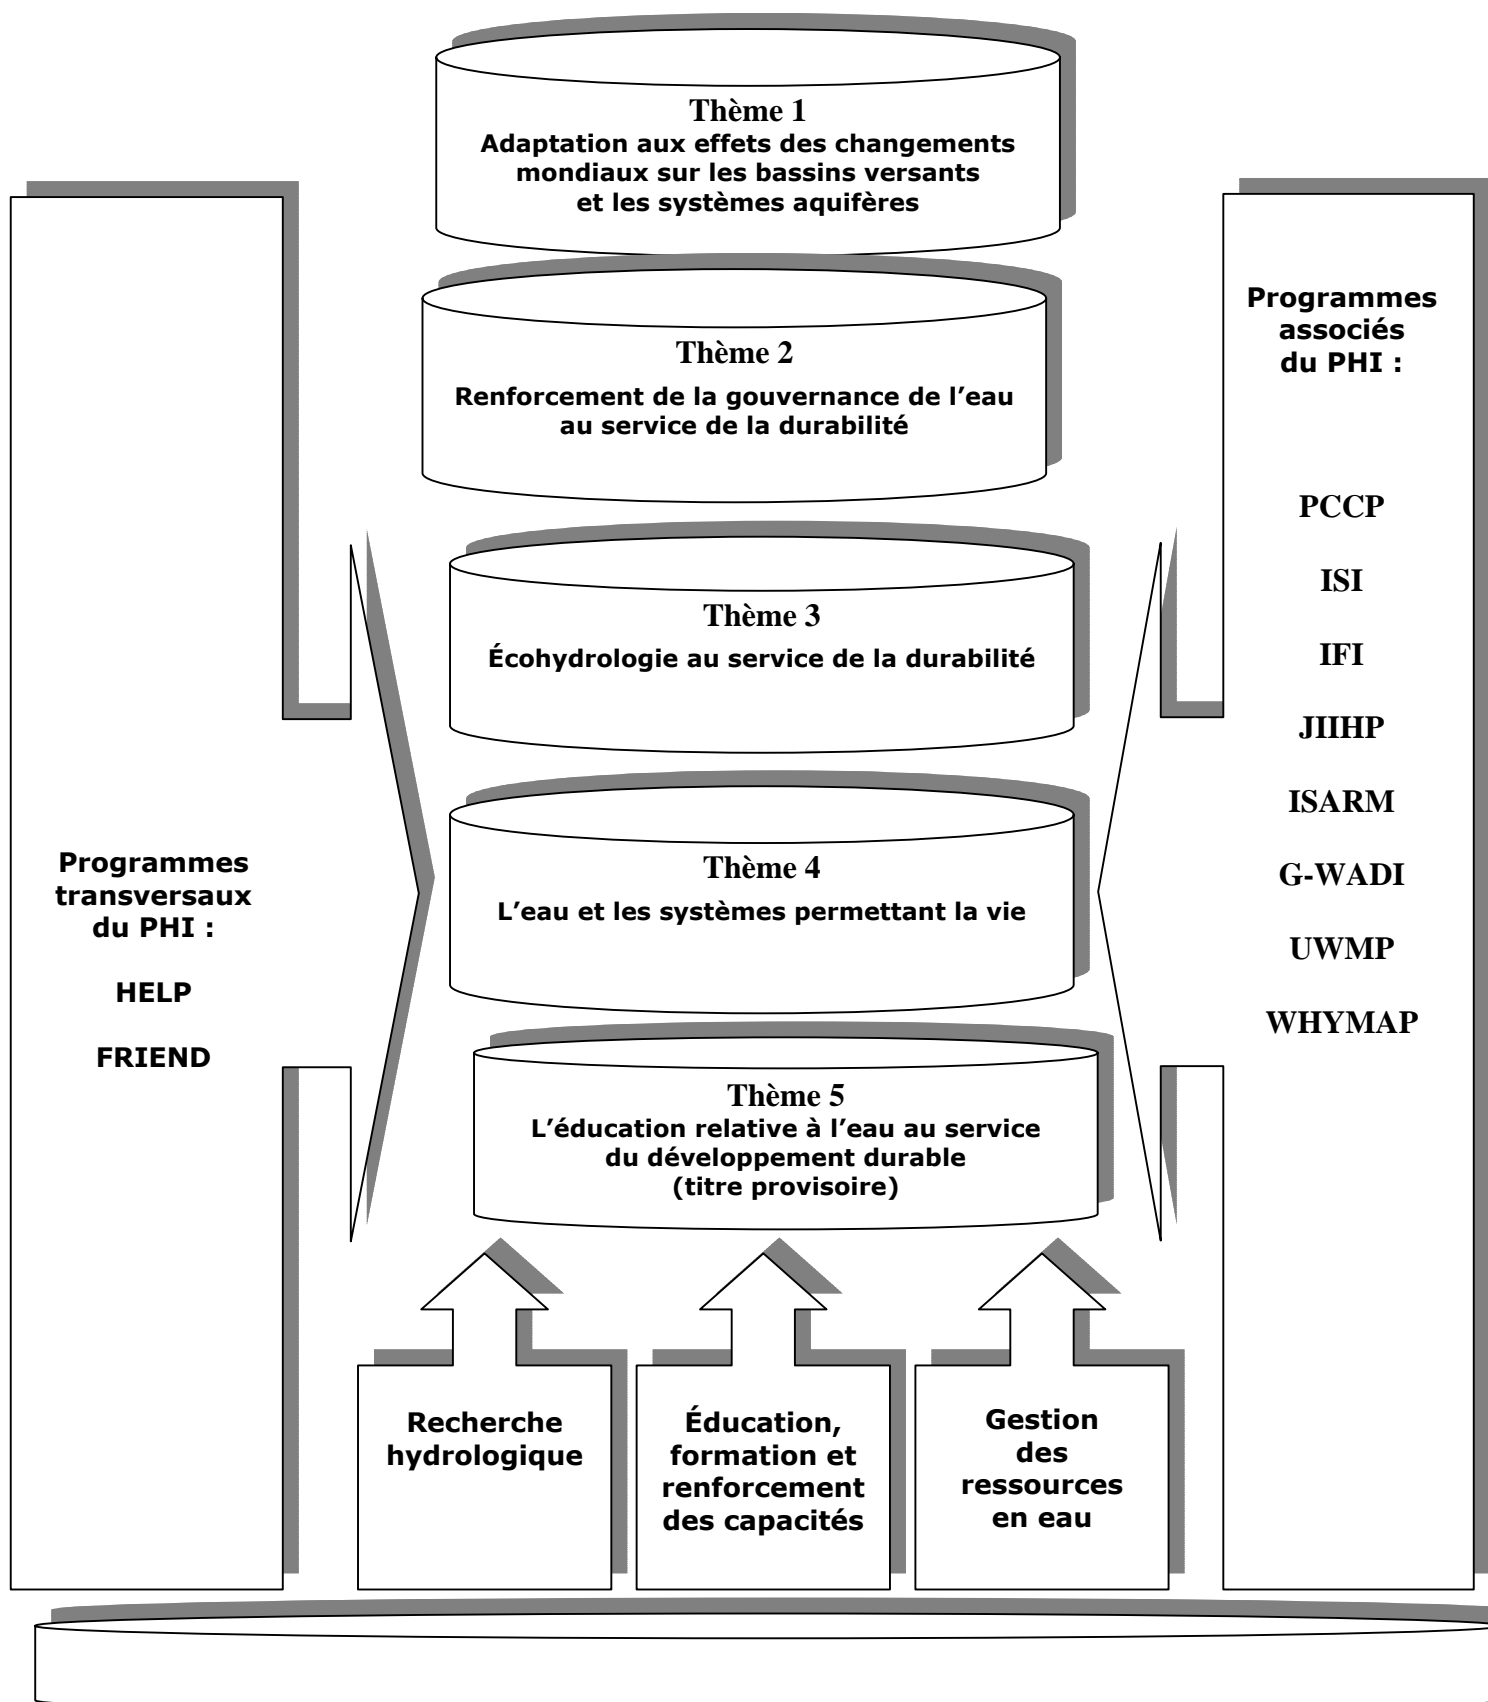 Thème 1
Adaptation aux effets des changements
mondiaux sur les bassins versants
et les systèmes aquifères
Thème 2
Renforcement de la gouvernance de l’eau
au service de la durabilité
Thème 3
Écohydrologie au service de la durabilité
Thème 4
L’eau et les systèmes permettant la vie
Thème 5
L’éducation relative à l’eau au service
du développement durable
(titre provisoire)
Programmes
transversaux
du PHI :
HELP
FRIEND
Programmes
associés
du PHI :
PCCP
ISI
IFI
JIIHP
ISARM
G-WADI
UWMP
WHYMAP
Recherche
hydrologique
Éducation,
formation et
renforcement
des capacités
Gestion
des
ressources
en eau